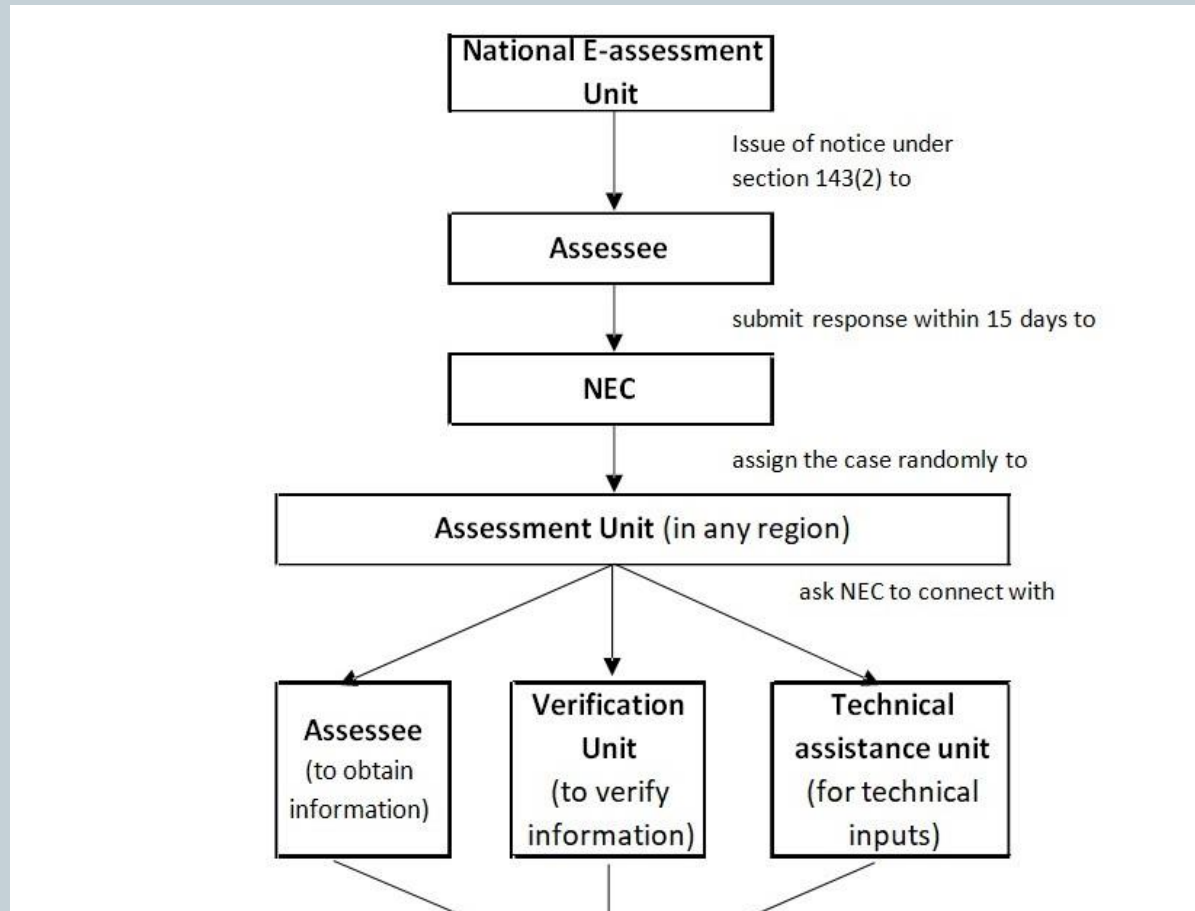 National E-assessment
Unit
Issue of notice under
section 143(2) to
Assessee
submit response within 15 days to
NEC
assign the case randomly to
Assessment Unit (in any region)
ask NEC to connect with
Assessee
(to obtain
information)
Verification
Unit
(to verify
information)
Technical
assistance unit
(for technical
inputs)